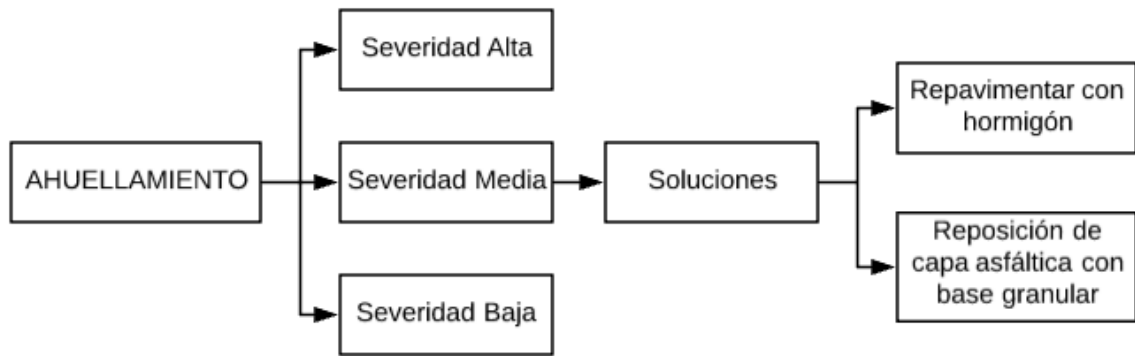 AHUELLAMIENTO
Severidad Alta
Severidad Media
Severidad Baja
Soluciones
Repavimentar con
hormigón
Reposición de
capa asfáltica con
base granular